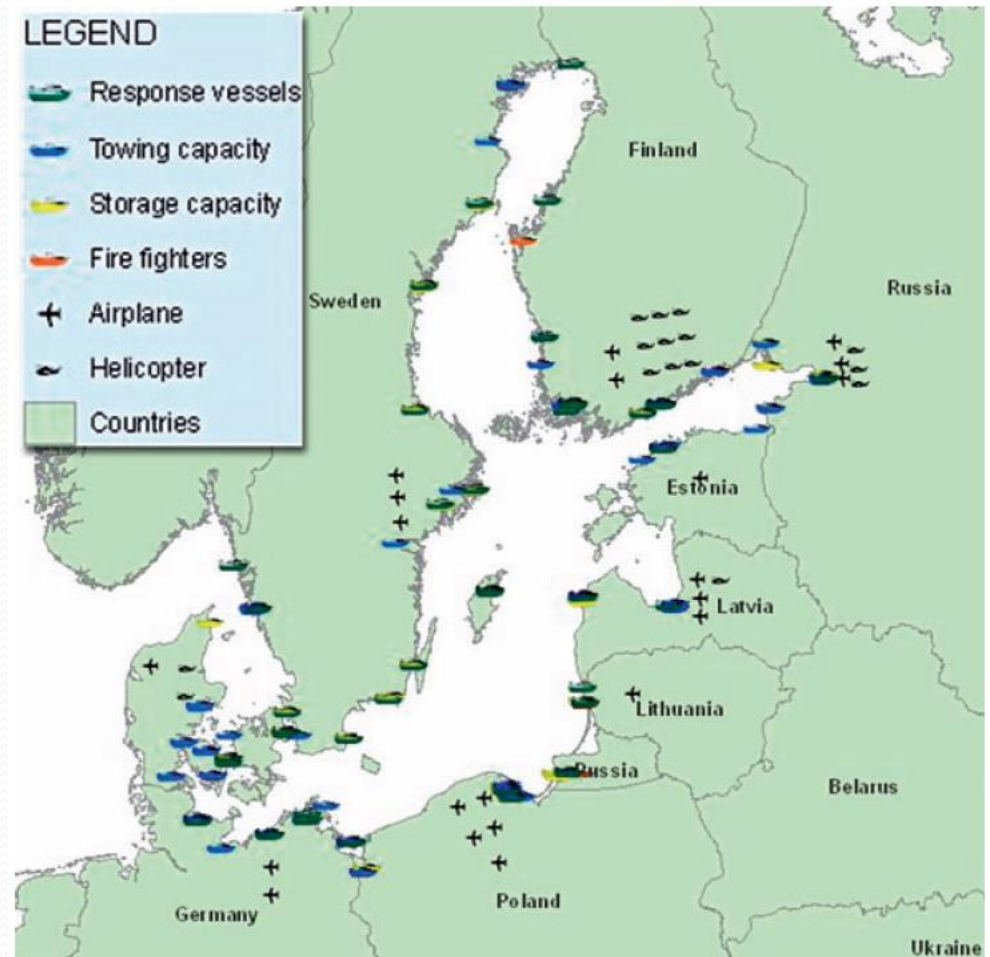 LEGEND
Response vessels
Towing capacity
Storage capacity
Fire fighters
Airplane
Helicopter
Countries
Finland
Sweden
Russia
Estonia
Latvia
Lithuania
Russia
Belarus
Germany
Poland
Ukraine